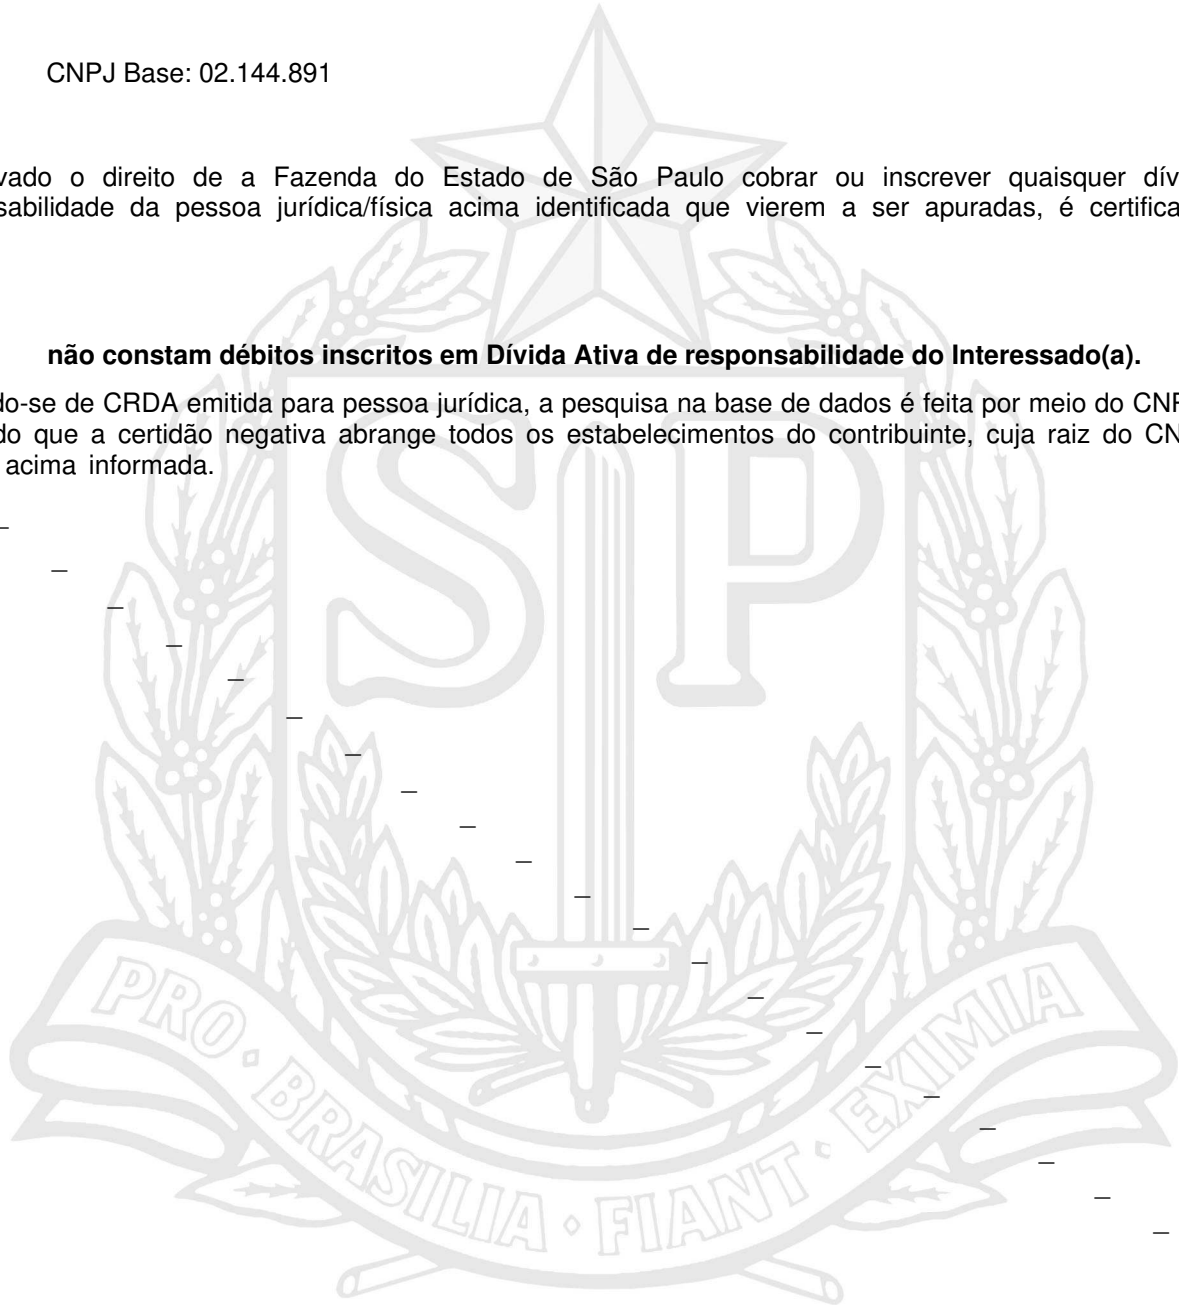 CNPJ Base: 02.144.891
vado o direito de a Fazenda do Estado de São Paulo cobrar ou inscrever quaisquer dív
sabilidade da pessoa jurídica/física acima identificada que vierem a ser apuradas, é certifica
não constam débitos inscritos em Dívida Ativa de responsabilidade do Interessado(a).
do-se de CRDA emitida para pessoa jurídica, a pesquisa na base de dados é feita por meio do CNP
do que a certidão negativa abrange todos os estabelecimentos do contribuinte, cuja raiz do CN
acima informada.
SP
PRO · BRASILIA · FIANT · EXIMIA